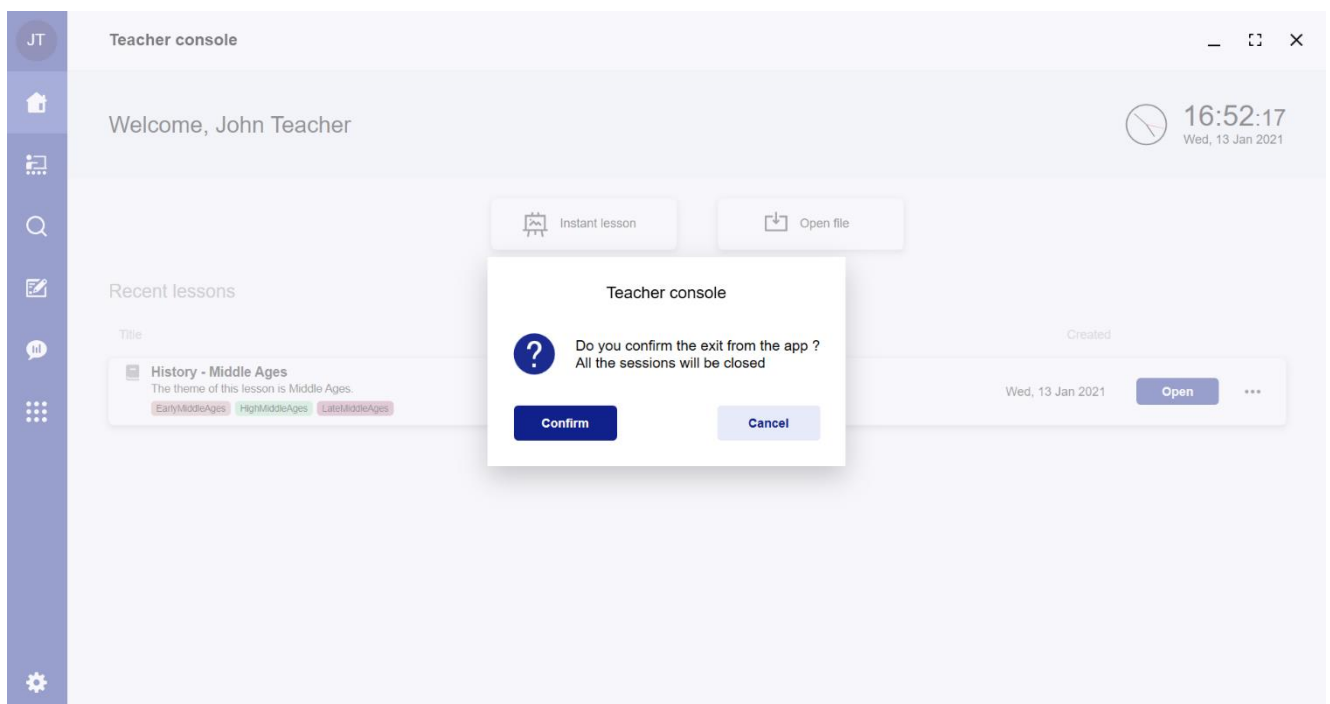 JT
Teacher console
Welcome, John Teacher
16:52:17
Wed, 13 Jan 2021
Instant lesson
Open file
Recent lessons
Title
Created
History - Middle Ages
The theme of this lesson is Middle Ages.
EarlyMiddleAges HighMiddleAges LateMiddleAges
Wed, 13 Jan 2021
Open
Teacher console
Do you confirm the exit from the app ?
All the sessions will be closed
Confirm
Cancel